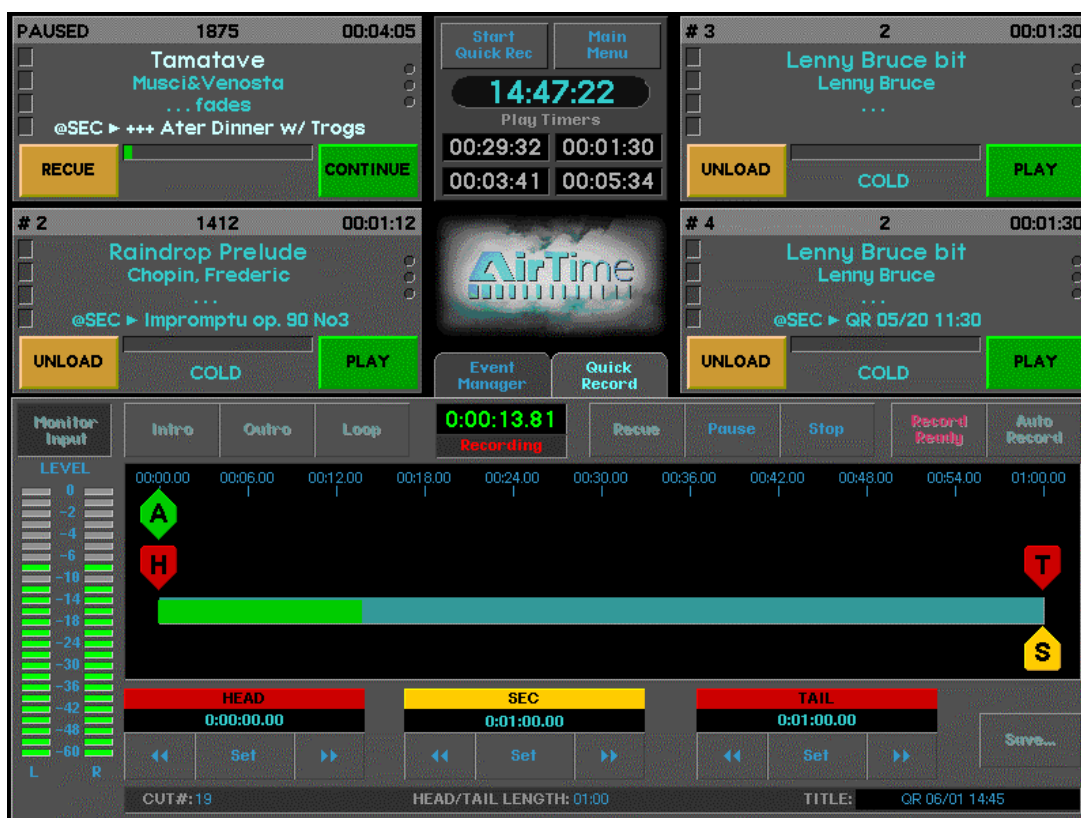 PAUSED 1875 00:04:05
Tamatave
Musci&Venosta
...fades
@SEC ► +++ Ater Dinner w/ Trogs
RECUE CONTINUE
Start Quick Rec
Main Menu
14:47:22
Play Timers
00:29:32 00:01:30
00:03:41 00:05:34
# 3 2 00:01:30
Lenny Bruce bit
Lenny Bruce
...
UNLOAD COLD PLAY
# 2 1412 00:01:12
Raindrop Prelude
Chopin, Frederic
...
@SEC ► Impromptu op. 90 No3
UNLOAD COLD PLAY
AirTime
Event Manager
Quick Record
# 4 2 00:01:30
Lenny Bruce bit
Lenny Bruce
...
@SEC ► QR 05/20 11:30
UNLOAD COLD PLAY
Monitor Input
Intro Outro Loop
0:00:13.81
Recording
Recue Pause Stop
Record Ready
Auto Record
LEVEL
0
-2
-4
-6
-10
-14
-18
-24
-30
-36
-42
-48
-60
L R
00:00.00 00:06.00 00:12.00 00:18.00 00:24.00 00:30.00 00:36.00 00:42.00 00:48.00 00:54.00 01:00.00
A
H T
S
HEAD SEC TAIL
0:00:00.00 0:01:00.00 0:01:00.00
◄◄ Set ►► ◄◄ Set ►► ◄◄ Set ►►
Save...
CUT#: 19 HEAD/TAIL LENGTH: 01:00 TITLE: QR 06/01 14:45